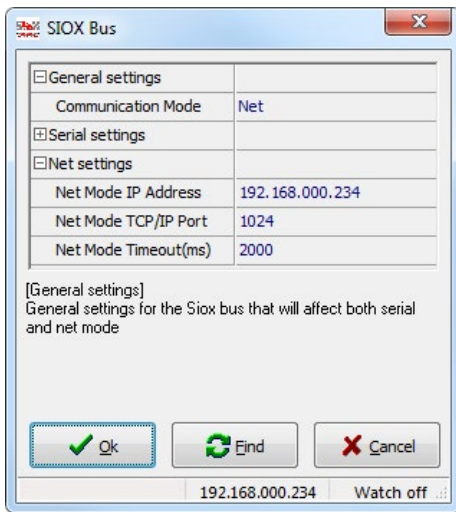 SIOX Bus
General settings
Communication Mode Net
Serial settings
Net settings
Net Mode IP Address 192.168.000.234
Net Mode TCP/IP Port 1024
Net Mode Timeout(ms) 2000
[General settings]
General settings for the Siox bus that will affect both serial
and net mode
Ok Find Cancel
192.168.000.234 Watch off